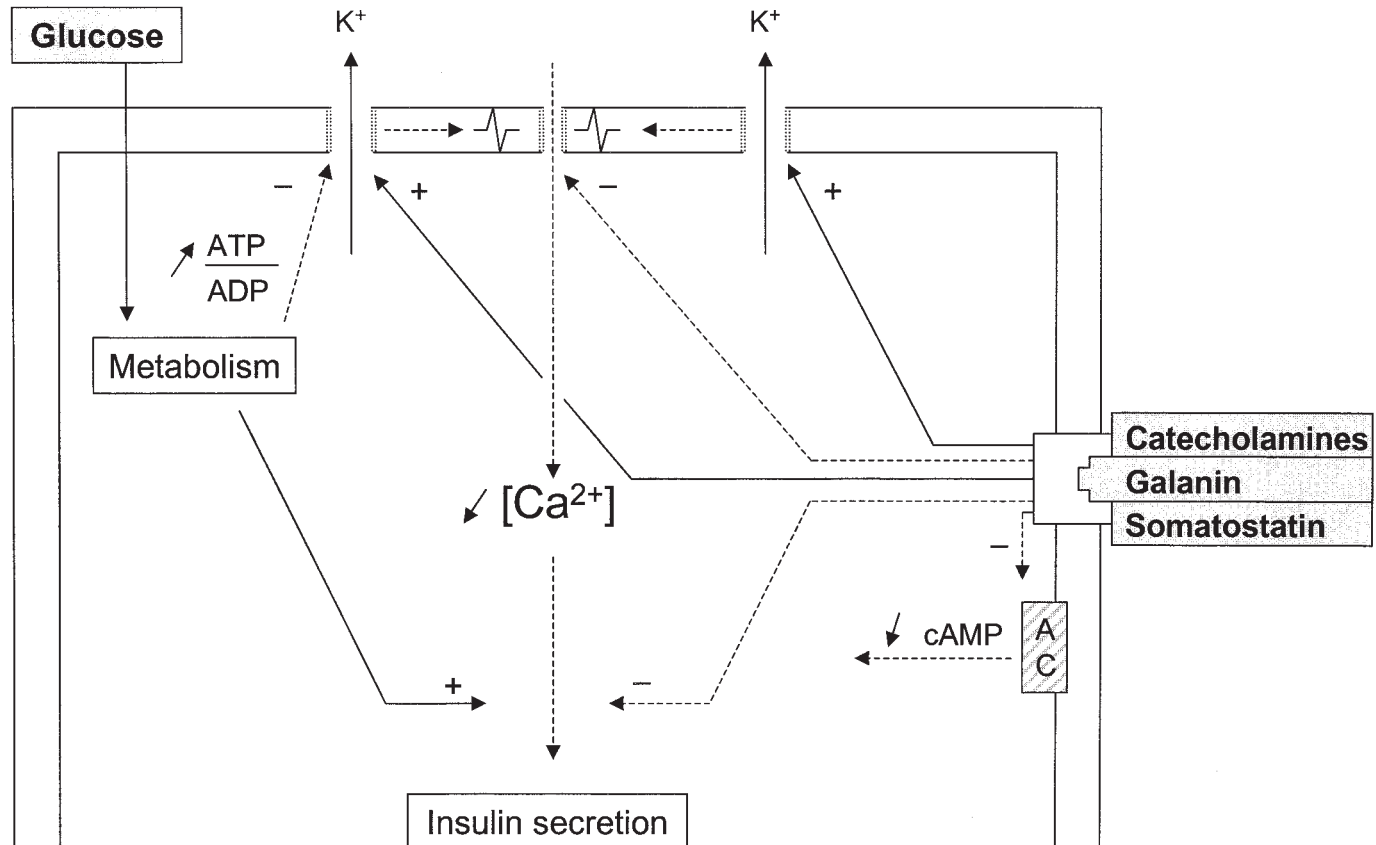 Glucose
K⁺
K⁺
− + − +
ATP
ADP
Metabolism
Catecholamines
Galanin
Somatostatin
[Ca²⁺]
−
cAMP
A
C
+ −
Insulin secretion